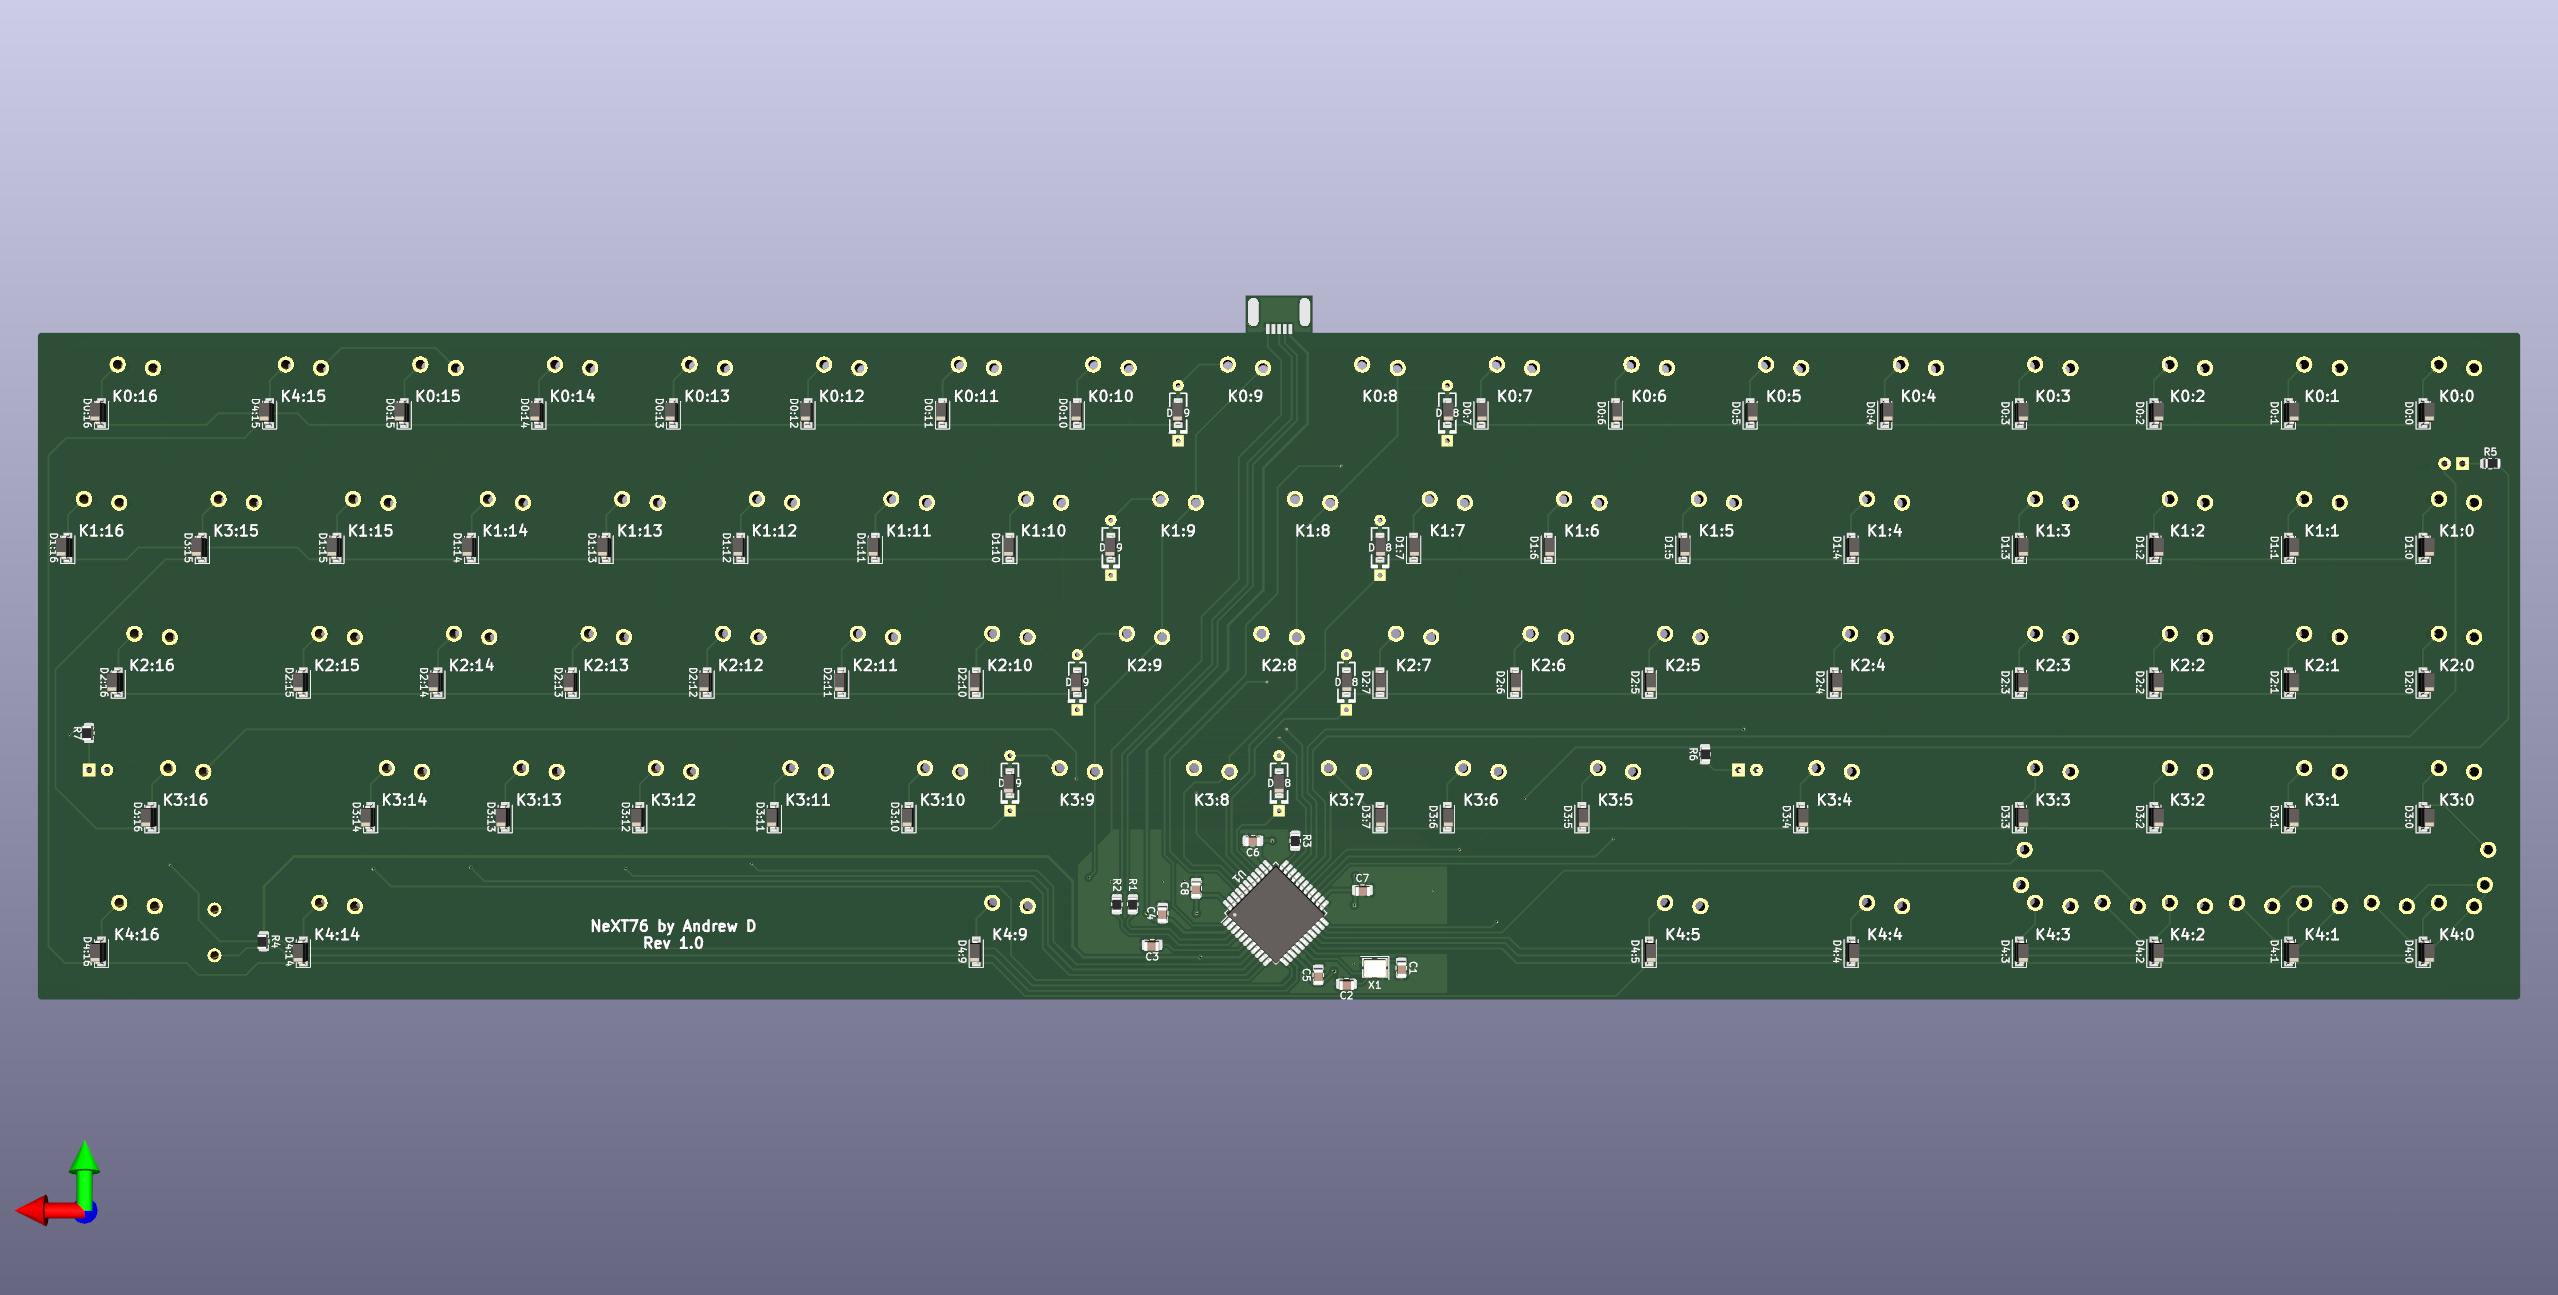 K0:16 K4:15 K0:15 K0:14 K0:13 K0:12 K0:11 K0:10 K0:9 K0:8 K0:7 K0:6 K0:5 K0:4 K0:3 K0:2 K0:1 K0:0
D0:16 D4:15 D0:15 D0:14 D0:13 D0:12 D0:11 D0:10 D 9 D 8 D0:7 D0:6 D0:5 D0:4 D0:3 D0:2 D0:1 D0:0
R5
K1:16 K3:15 K1:15 K1:14 K1:13 K1:12 K1:11 K1:10 K1:9 K1:8 K1:7 K1:6 K1:5 K1:4 K1:3 K1:2 K1:1 K1:0
D1:16 D3:15 D1:15 D1:14 D1:13 D1:12 D1:11 D1:10 D 9 D 8 D1:7 D1:6 D1:5 D1:4 D1:3 D1:2 D1:1 D1:0
K2:16 K2:15 K2:14 K2:13 K2:12 K2:11 K2:10 K2:9 K2:8 K2:7 K2:6 K2:5 K2:4 K2:3 K2:2 K2:1 K2:0
D2:16 D2:15 D2:14 D2:13 D2:12 D2:11 D2:10 D 9 D 8 D2:7 D2:6 D2:5 D2:4 D2:3 D2:2 D2:1 D2:0
R7 R6
K3:16 K3:14 K3:13 K3:12 K3:11 K3:10 K3:9 K3:8 K3:7 K3:6 K3:5 K3:4 K3:3 K3:2 K3:1 K3:0
D3:16 D3:14 D3:13 D3:12 D3:11 D3:10 D 9 D 8 D3:7 D3:6 D3:5 D3:4 D3:3 D3:2 D3:1 D3:0
C6 R3
R2 R1 C8 U1 C7
C4
K4:16 K4:14 NeXT76 by Andrew D K4:9 K4:5 K4:4 K4:3 K4:2 K4:1 K4:0
Rev 1.0
D4:16 R4 D4:14 D4:9 C3 D4:5 D4:4 D4:3 D4:2 D4:1 D4:0
C5 C2 X1 C1